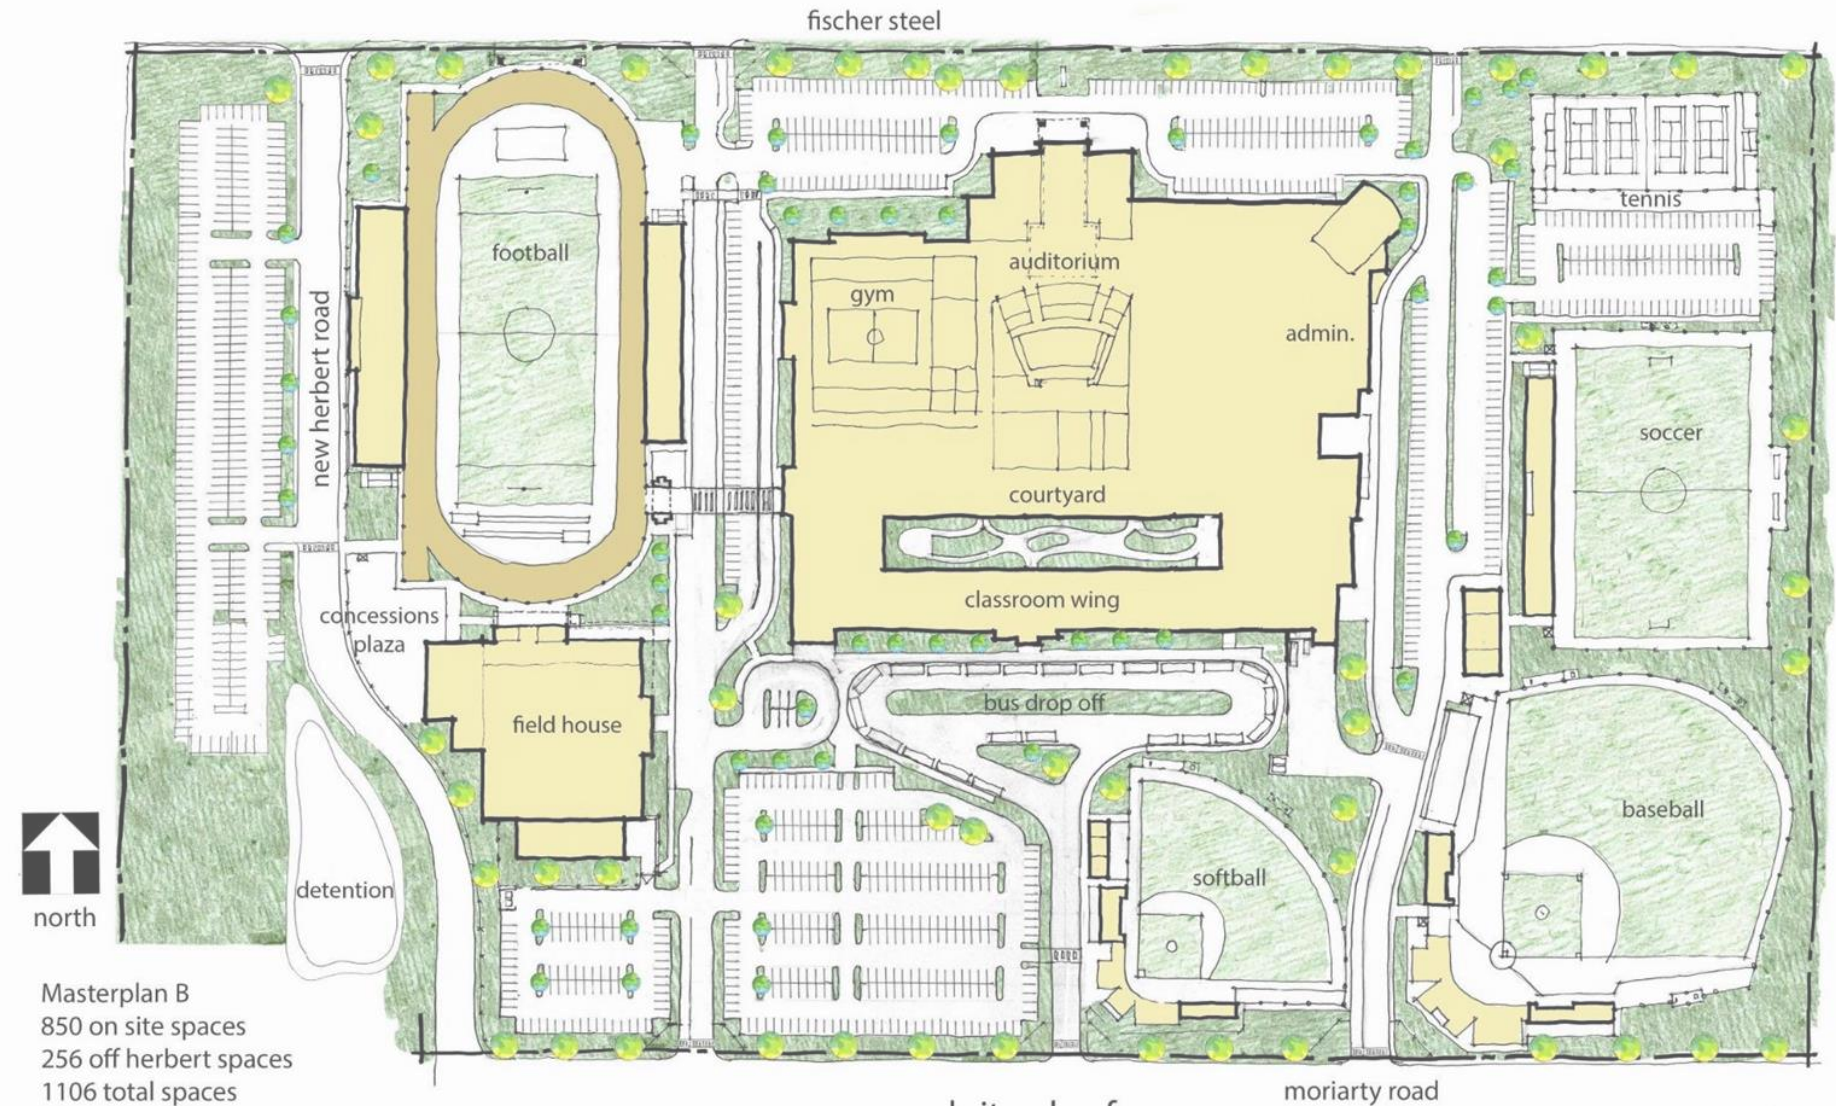 fischer steel
tennis
football
auditorium
gym
new herbert road
admin.
soccer
courtyard
classroom wing
concessions
plaza
bus drop off
field house
baseball
softball
detention
north
Masterplan B
850 on site spaces
256 off herbert spaces
1106 total spaces
moriarty road